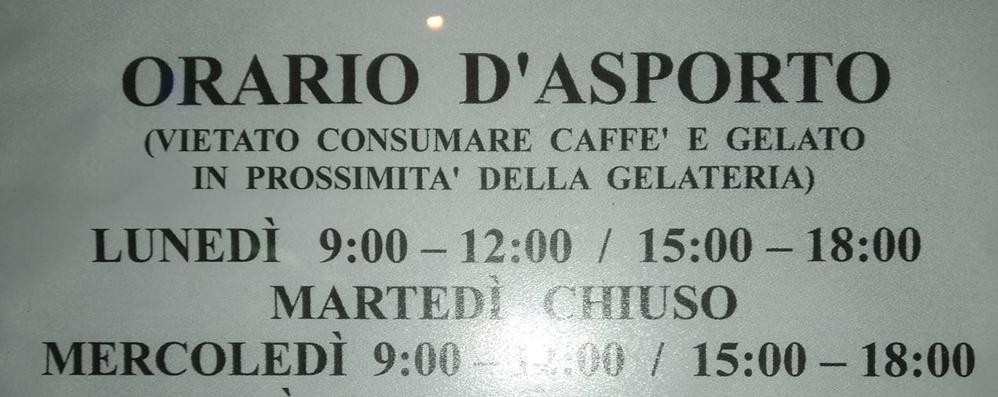 ORARIO D'ASPORTO
(VIETATO CONSUMARE CAFFE' E GELATO
IN PROSSIMITA' DELLA GELATERIA)
LUNEDÌ 9:00 – 12:00 / 15:00 – 18:00
MARTEDÌ CHIUSO
MERCOLEDÌ 9:00 – / 15:00 – 18:00